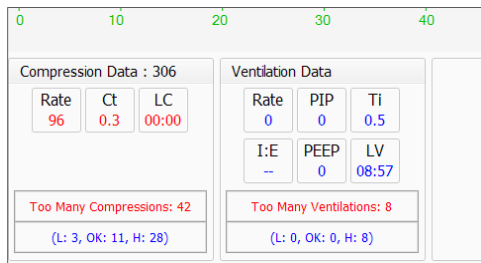 0 10 20 30 40
Compression Data : 306
Rate Ct LC
96 0.3 00:00
Too Many Compressions: 42
(L: 3, OK: 11, H: 28)
Ventilation Data
Rate PIP Ti
0 0 0.5
I:E PEEP LV
-- 0 08:57
Too Many Ventilations: 8
(L: 0, OK: 0, H: 8)